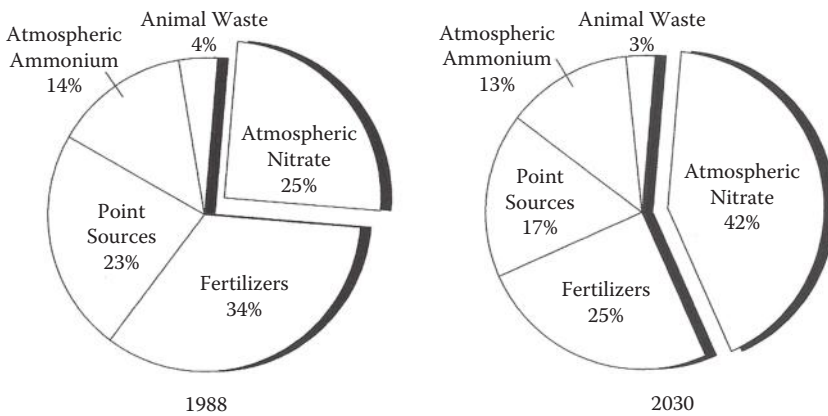 Animal Waste
4%
Atmospheric
Ammonium
14%
Atmospheric
Nitrate
25%
Point
Sources
23%
Fertilizers
34%
1988
Animal Waste
3%
Atmospheric
Ammonium
13%
Atmospheric
Nitrate
42%
Point
Sources
17%
Fertilizers
25%
2030